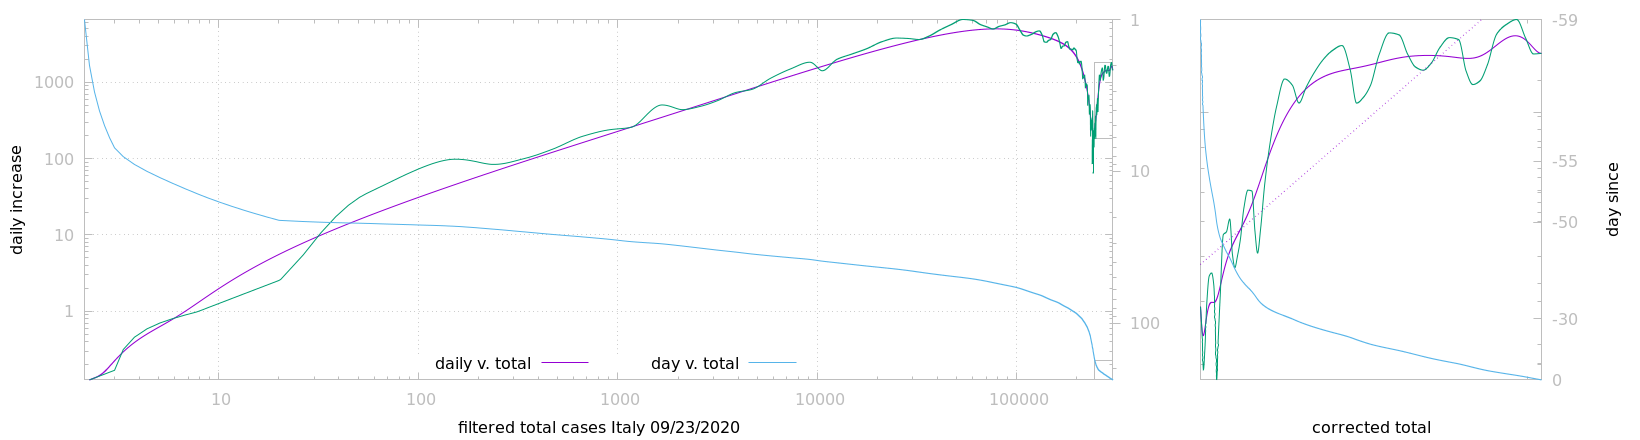 daily increase
1000
100
10
1
daily v. total
day v. total
10
100
1000
10000
100000
filtered total cases Italy 09/23/2020
1
10
100
-59
-55
-50
-30
0
day since
corrected total